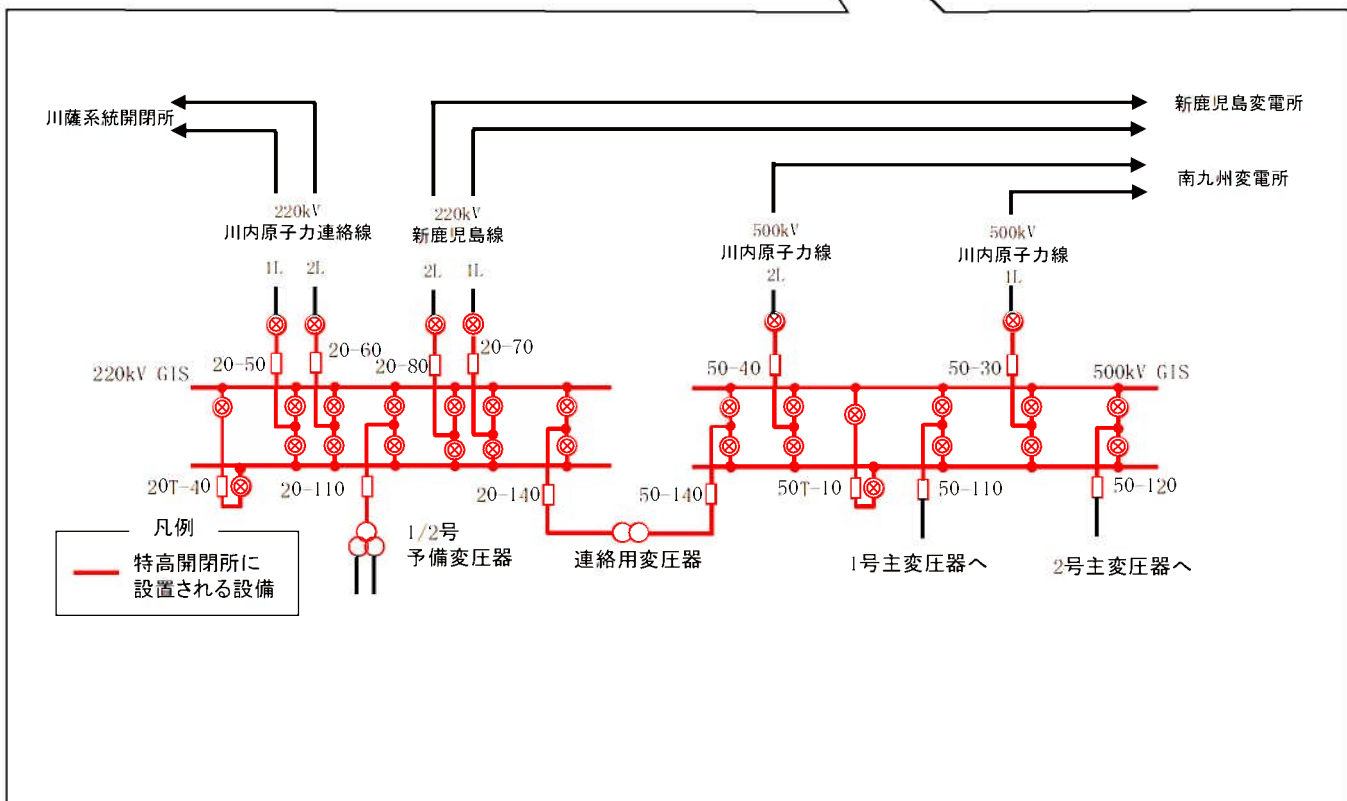 川薩系統開閉所
新鹿児島変電所
南九州変電所
220kV
川内原子力連絡線
1L 2L
220kV
新鹿児島線
2L 1L
500kV
川内原子力線
2L
500kV
川内原子力線
1L
20-50
20-60
20-80
20-70
50-40
50-30
220kV GIS
500kV GIS
20T-40
20-110
20-140
50-140
50T-10
50-110
50-120
1/2号
予備変圧器
連絡用変圧器
1号主変圧器へ
2号主変圧器へ
凡例
特高開閉所に
設置される設備